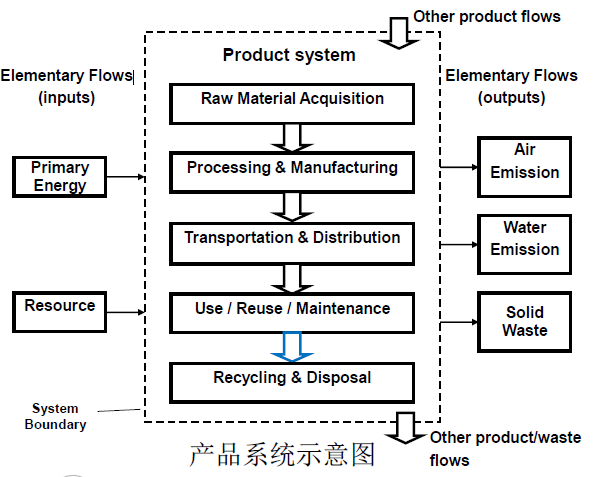 Other product flows
Product system
Elementary Flows
(inputs)
Elementary Flows
(outputs)
Raw Material Acquisition
Processing & Manufacturing
Transportation & Distribution
Use / Reuse / Maintenance
Recycling & Disposal
Primary
Energy
Resource
Air
Emission
Water
Emission
Solid
Waste
System
Boundary
产品系统示意图
Other product/waste
flows